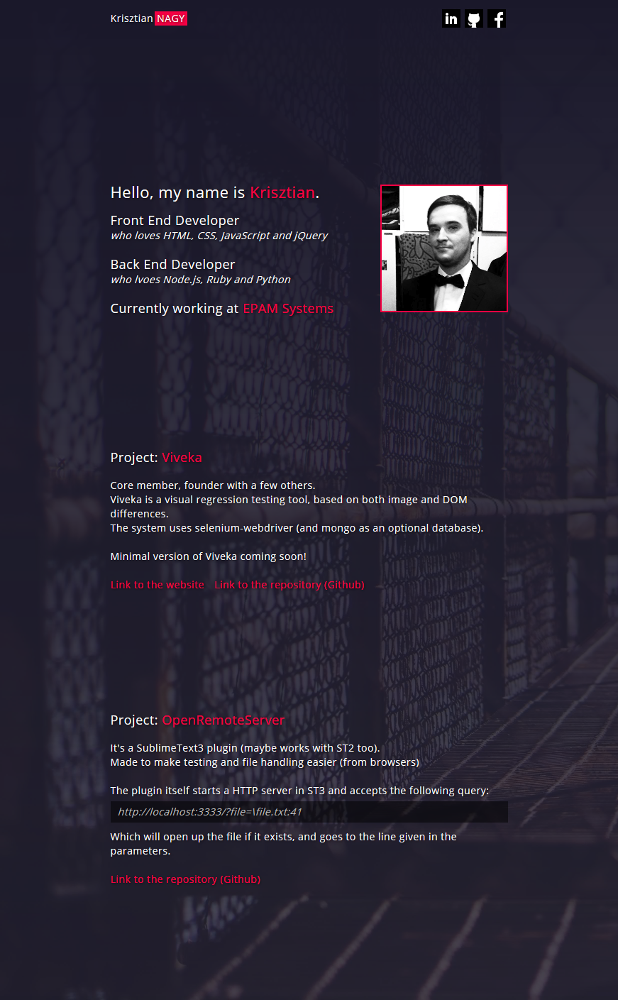 Krisztian NAGY
in
Hello, my name is Krisztian.
Front End Developer
who loves HTML, CSS, JavaScript and jQuery
Back End Developer
who lvoes Node.js, Ruby and Python
Currently working at EPAM Systems
Project: Viveka
Core member, founder with a few others.
Viveka is a visual regression testing tool, based on both image and DOM
differences.
The system uses selenium-webdriver (and mongo as an optional database).
Minimal version of Viveka coming soon!
Link to the website Link to the repository (Github)
Project: OpenRemoteServer
It's a SublimeText3 plugin (maybe works with ST2 too).
Made to make testing and file handling easier (from browsers)
The plugin itself starts a HTTP server in ST3 and accepts the following query:
http://localhost:3333/?file=\file.txt:41
Which will open up the file if it exists, and goes to the line given in the
parameters.
Link to the repository (Github)